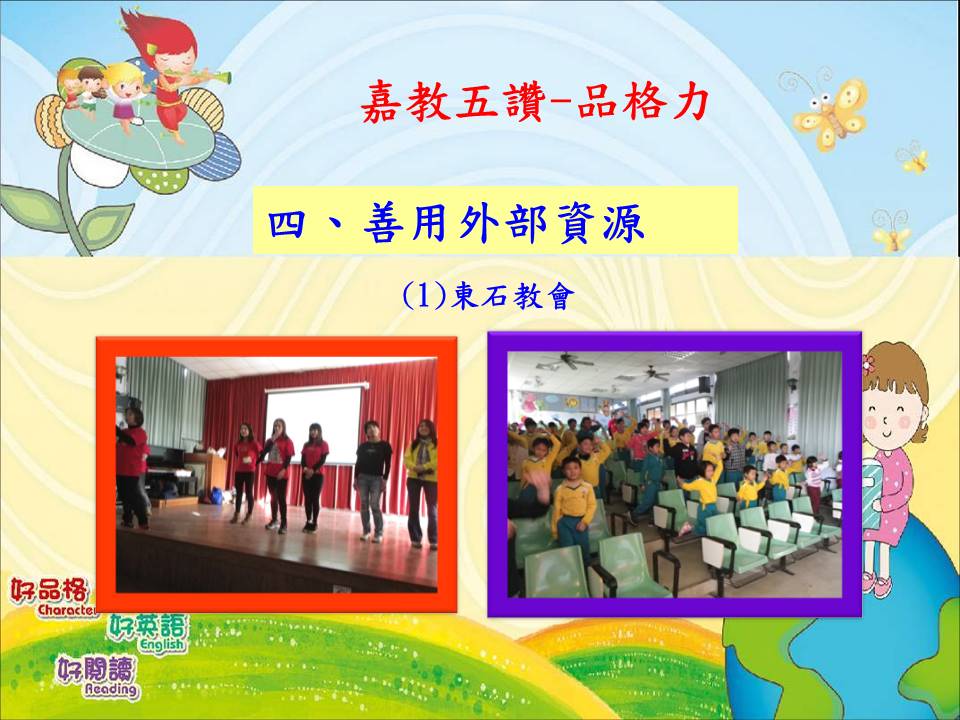 嘉教五讚-品格力
四、善用外部資源
(1)東石教會
好品格
Character
好英語
English
好閱讀
Reading